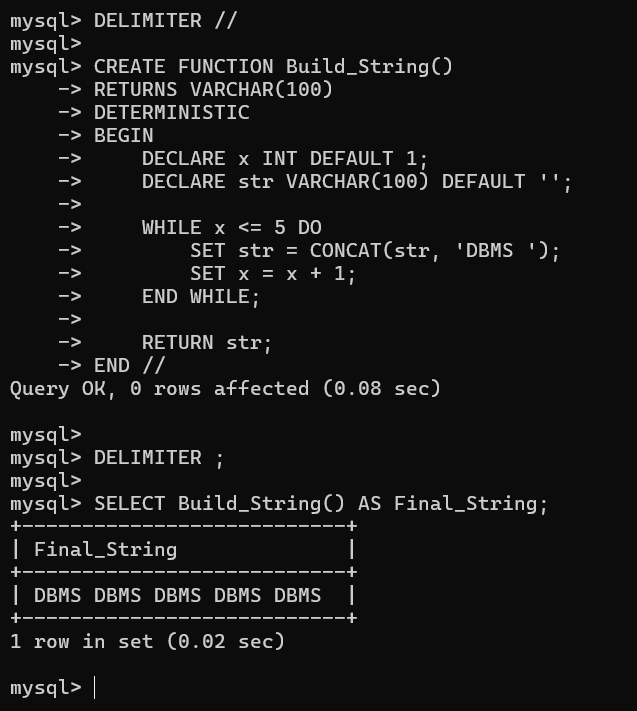 mysql> DELIMITER //
mysql>
mysql> CREATE FUNCTION Build_String()
    -> RETURNS VARCHAR(100)
    -> DETERMINISTIC
    -> BEGIN
    ->     DECLARE x INT DEFAULT 1;
    ->     DECLARE str VARCHAR(100) DEFAULT '';
    ->
    ->     WHILE x <= 5 DO
    ->         SET str = CONCAT(str, 'DBMS ');
    ->         SET x = x + 1;
    ->     END WHILE;
    ->
    ->     RETURN str;
    -> END //
Query OK, 0 rows affected (0.08 sec)

mysql>
mysql> DELIMITER ;
mysql>
mysql> SELECT Build_String() AS Final_String;
+---------------------------+
| Final_String              |
+---------------------------+
| DBMS DBMS DBMS DBMS DBMS  |
+---------------------------+
1 row in set (0.02 sec)

mysql>